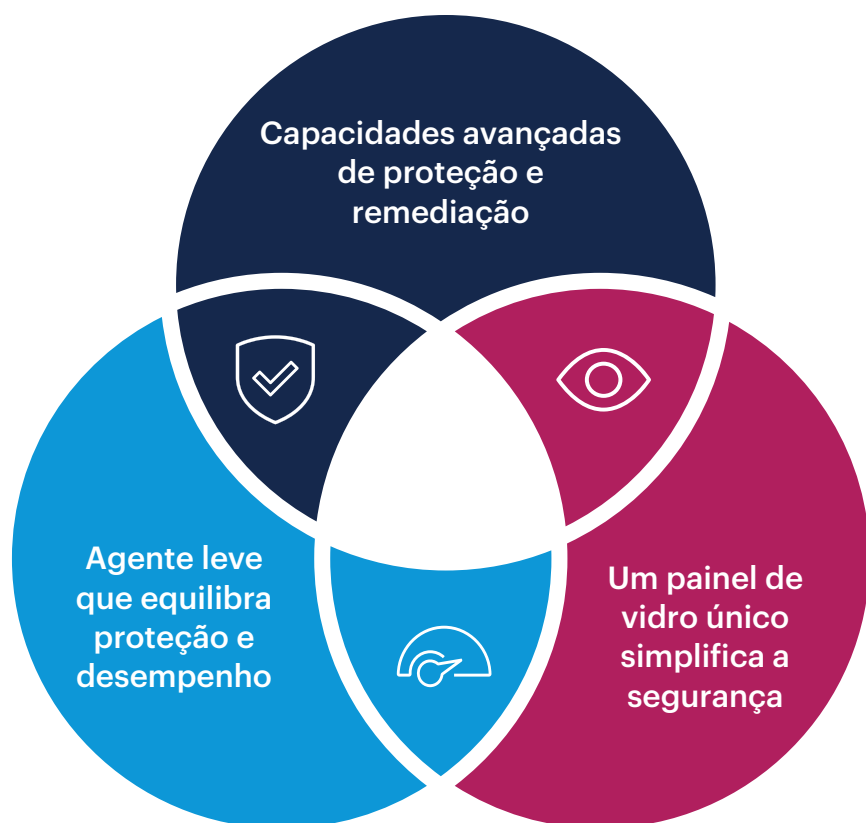 Capacidades avançadas
de proteção e
remediação
Agente leve
que equilibra
proteção e
desempenho
Um painel de
vidro único
simplifica a
segurança